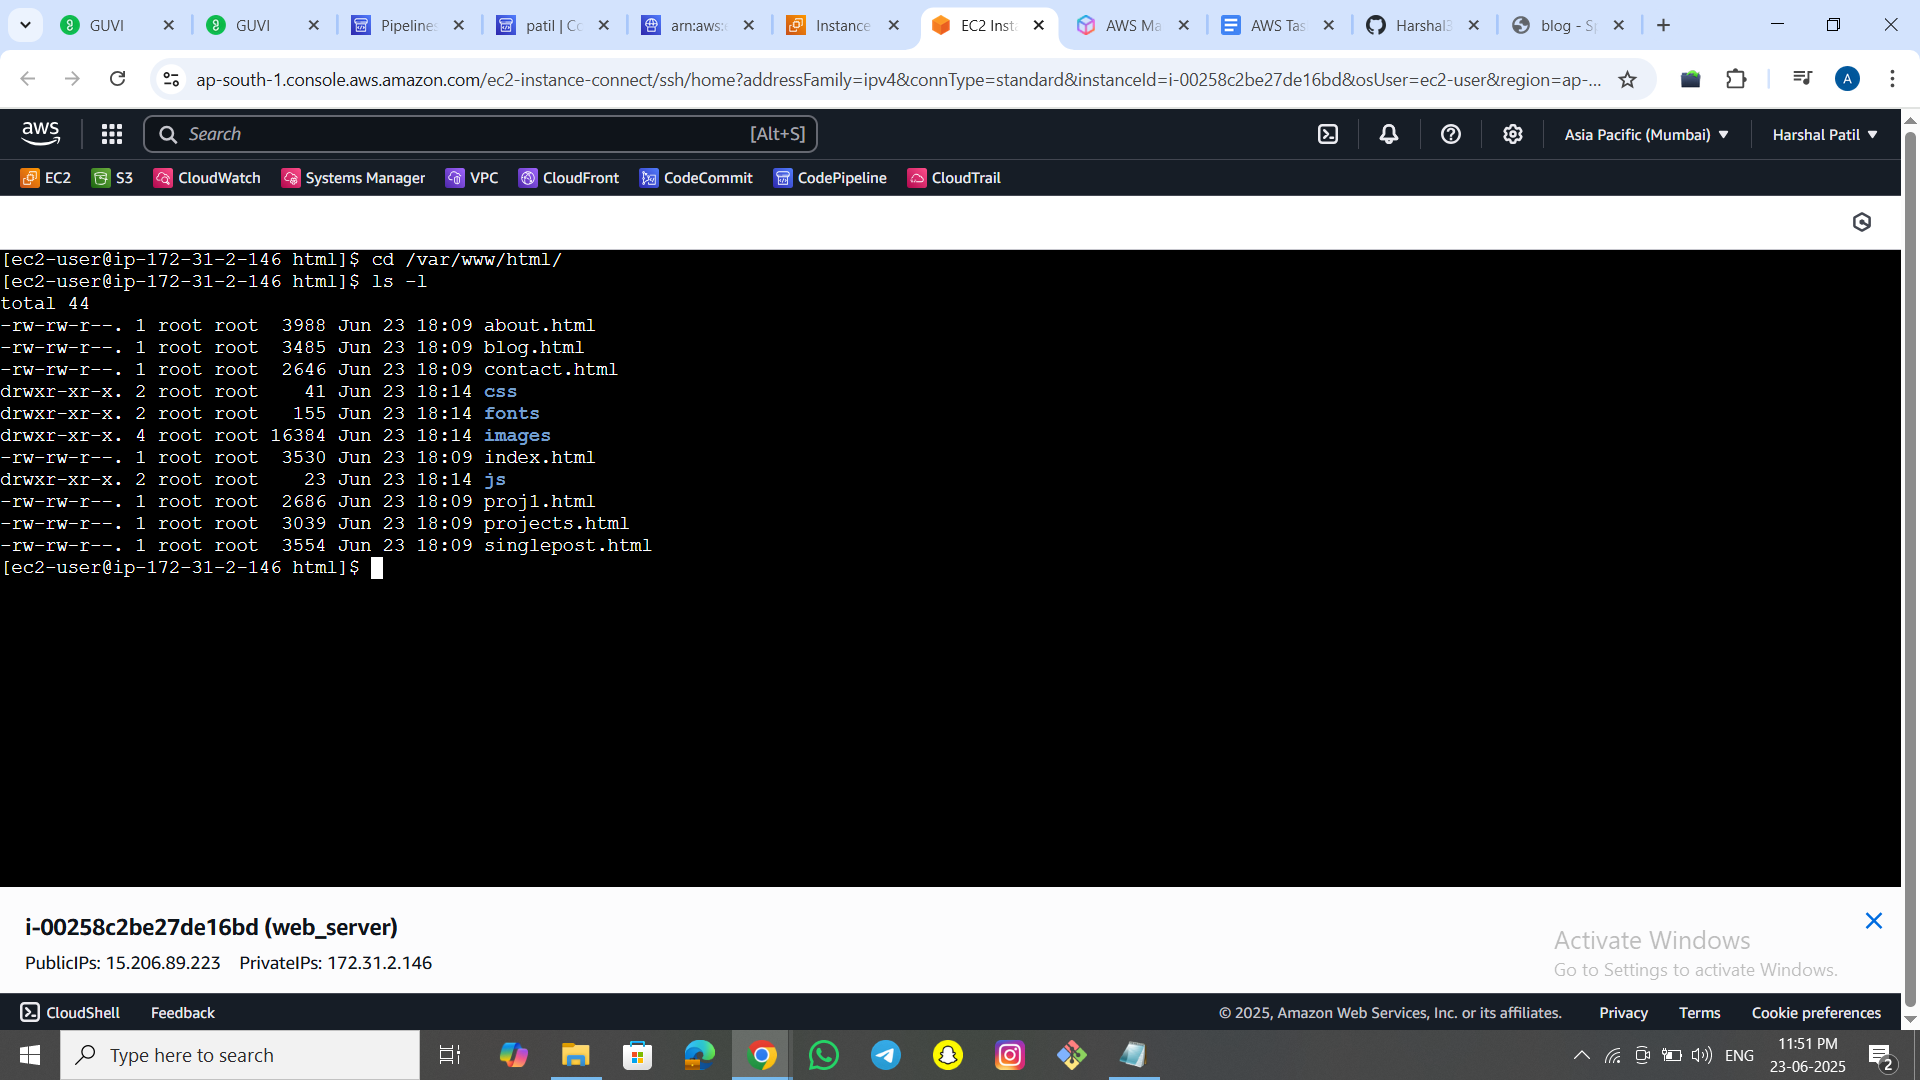 GUVI
GUVI
Pipelines
patil | Co
arn:aws:
Instance
EC2 Insta
AWS Ma
AWS Tas
Harshal3
blog - Sp
ap-south-1.console.aws.amazon.com/ec2-instance-connect/ssh/home?addressFamily=ipv4&connType=standard&instanceId=i-00258c2be27de16bd&osUser=ec2-user&region=ap-...
A
aws
Search
[Alt+S]
Asia Pacific (Mumbai)
Harshal Patil
EC2
S3
CloudWatch
Systems Manager
VPC
CloudFront
CodeCommit
CodePipeline
CloudTrail
[ec2-user@ip-172-31-2-146 html]$ cd /var/www/html/
[ec2-user@ip-172-31-2-146 html]$ ls -l
total 44
-rw-rw-r--. 1 root root  3988 Jun 23 18:09 about.html
-rw-rw-r--. 1 root root  3485 Jun 23 18:09 blog.html
-rw-rw-r--. 1 root root  2646 Jun 23 18:09 contact.html
drwxr-xr-x. 2 root root    41 Jun 23 18:14 css
drwxr-xr-x. 2 root root   155 Jun 23 18:14 fonts
drwxr-xr-x. 4 root root 16384 Jun 23 18:14 images
-rw-rw-r--. 1 root root  3530 Jun 23 18:09 index.html
drwxr-xr-x. 2 root root    23 Jun 23 18:14 js
-rw-rw-r--. 1 root root  2686 Jun 23 18:09 proj1.html
-rw-rw-r--. 1 root root  3039 Jun 23 18:09 projects.html
-rw-rw-r--. 1 root root  3554 Jun 23 18:09 singlepost.html
[ec2-user@ip-172-31-2-146 html]$
i-00258c2be27de16bd (web_server)
PublicIPs: 15.206.89.223 PrivateIPs: 172.31.2.146
Activate Windows
Go to Settings to activate Windows.
CloudShell
Feedback
© 2025, Amazon Web Services, Inc. or its affiliates.
Privacy
Terms
Cookie preferences
Type here to search
ENG
11:51 PM
23-06-2025
2